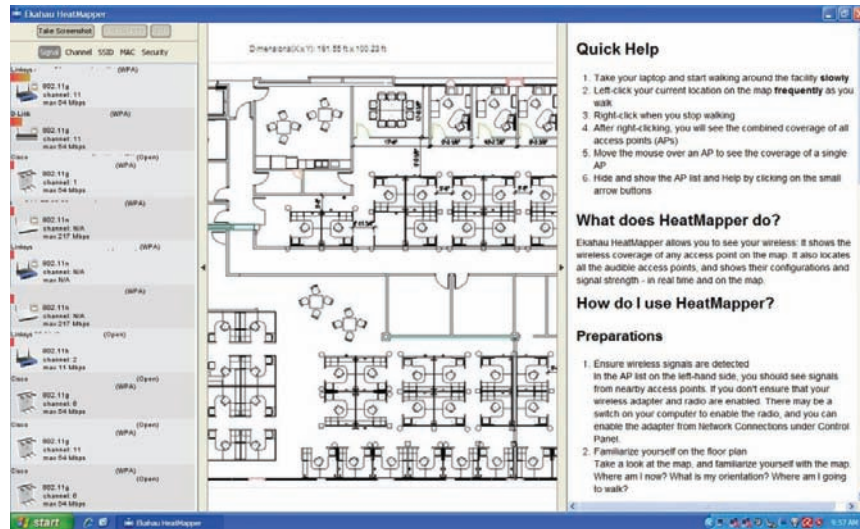 Ekahau HeatMapper
Take Screenshot
Signal Channel SSID MAC Security
Linksys (WPA)
802.11g
channel: 11
max 54 Mbps
D-Link (WPA)
802.11g
channel: 11
max 54 Mbps
Cisco (Open)
(WPA)
802.11g
channel: 1
max 54 Mbps
(WPA)
802.11n
channel: N/A
max 217 Mbps
Linksys (WPA)
802.11n
channel: N/A
max N/A
(WPA)
802.11n
channel: N/A
max 217 Mbps
Linksys (Open)
802.11b
channel: 2
max 11 Mbps
Cisco (Open)
(WPA)
802.11g
channel: 6
max 54 Mbps
Cisco (Open)
(WPA)
802.11g
channel: 11
max 54 Mbps
Cisco (WPA)
(Open)
802.11g
channel: 6
max 54 Mbps
Dimensions(X x Y): 191.55 ft x 100.23 ft
Quick Help
1. Take your laptop and start walking around the facility slowly
2. Left-click your current location on the map frequently as you
walk
3. Right-click when you stop walking
4. After right-clicking, you will see the combined coverage of all
access points (APs)
5. Move the mouse over an AP to see the coverage of a single
AP
6. Hide and show the AP list and Help by clicking on the small
arrow buttons
What does HeatMapper do?
Ekahau HeatMapper allows you to see your wireless: It shows the
wireless coverage of any access point on the map. It also locates
all the audible access points, and shows their configurations and
signal strength - in real time and on the map.
How do I use HeatMapper?
Preparations
1. Ensure wireless signals are detected
In the AP list on the left-hand side, you should see signals
from nearby access points. If you don't ensure that your
wireless adapter and radio are enabled. There may be a
switch on your computer to enable the radio, and you can
enable the adapter from Network Connections under Control
Panel.
2. Familiarize yourself on the floor plan
Take a look at the map, and familiarize yourself with the map.
Where am I now? What is my orientation? Where am I going
to walk?
start
Ekahau HeatMapper
9:57 AM